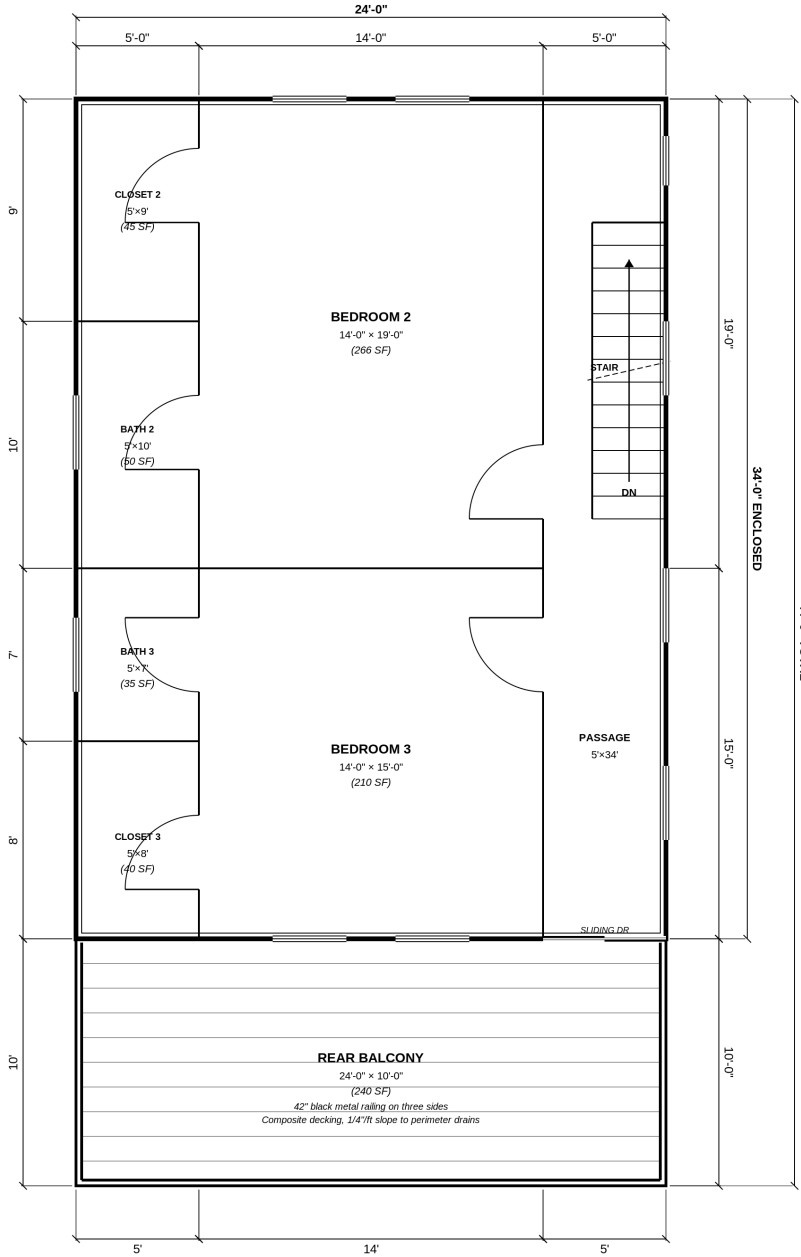 24'-0"
5'-0"
14'-0"
5'-0"
9'
CLOSET 2
5'×9'
(45 SF)
BEDROOM 2
14'-0" × 19'-0"
(266 SF)
19'-0"
STAIR
DN
10'
BATH 2
5'×10'
(50 SF)
34'-0" ENCLOSED
7'
BATH 3
5'×7'
(35 SF)
BEDROOM 3
14'-0" × 15'-0"
(210 SF)
PASSAGE
5'×34'
15'-0"
8'
CLOSET 3
5'×8'
(40 SF)
SLIDING DR
10'
REAR BALCONY
24'-0" × 10'-0"
(240 SF)
42" black metal railing on three sides
Composite decking, 1/4"/ft slope to perimeter drains
10'-0"
5'
14'
5'